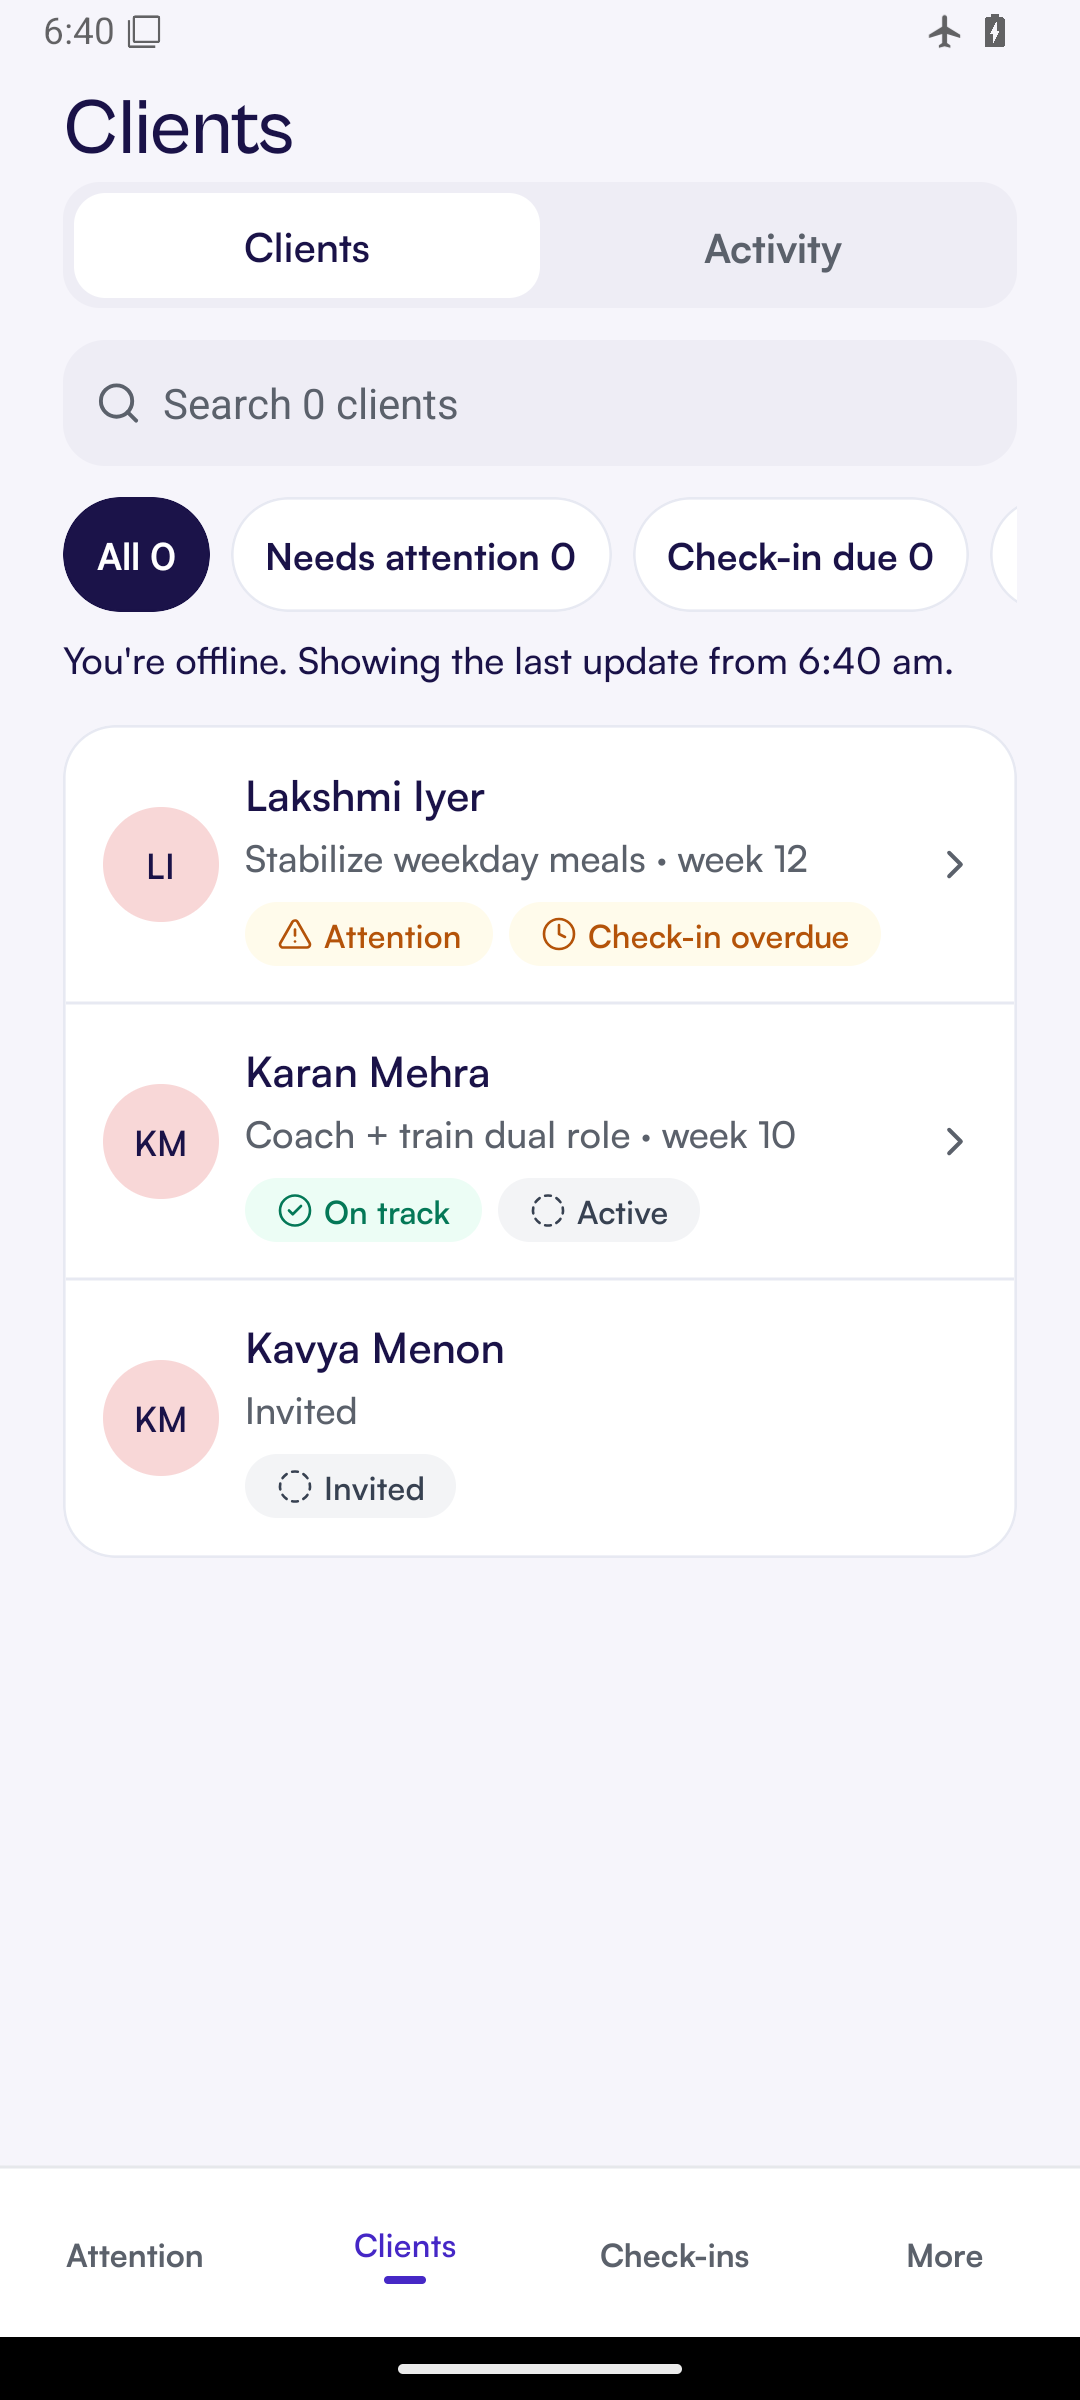 6:40
Clients
Clients
Activity
Search 0 clients
All 0
Needs attention 0
Check-in due 0
You're offline. Showing the last update from 6:40 am.
LI
Lakshmi Iyer
Stabilize weekday meals • week 12
Attention
Check-in overdue
KM
Karan Mehra
Coach + train dual role • week 10
On track
Active
KM
Kavya Menon
Invited
Invited
Attention
Clients
Check-ins
More